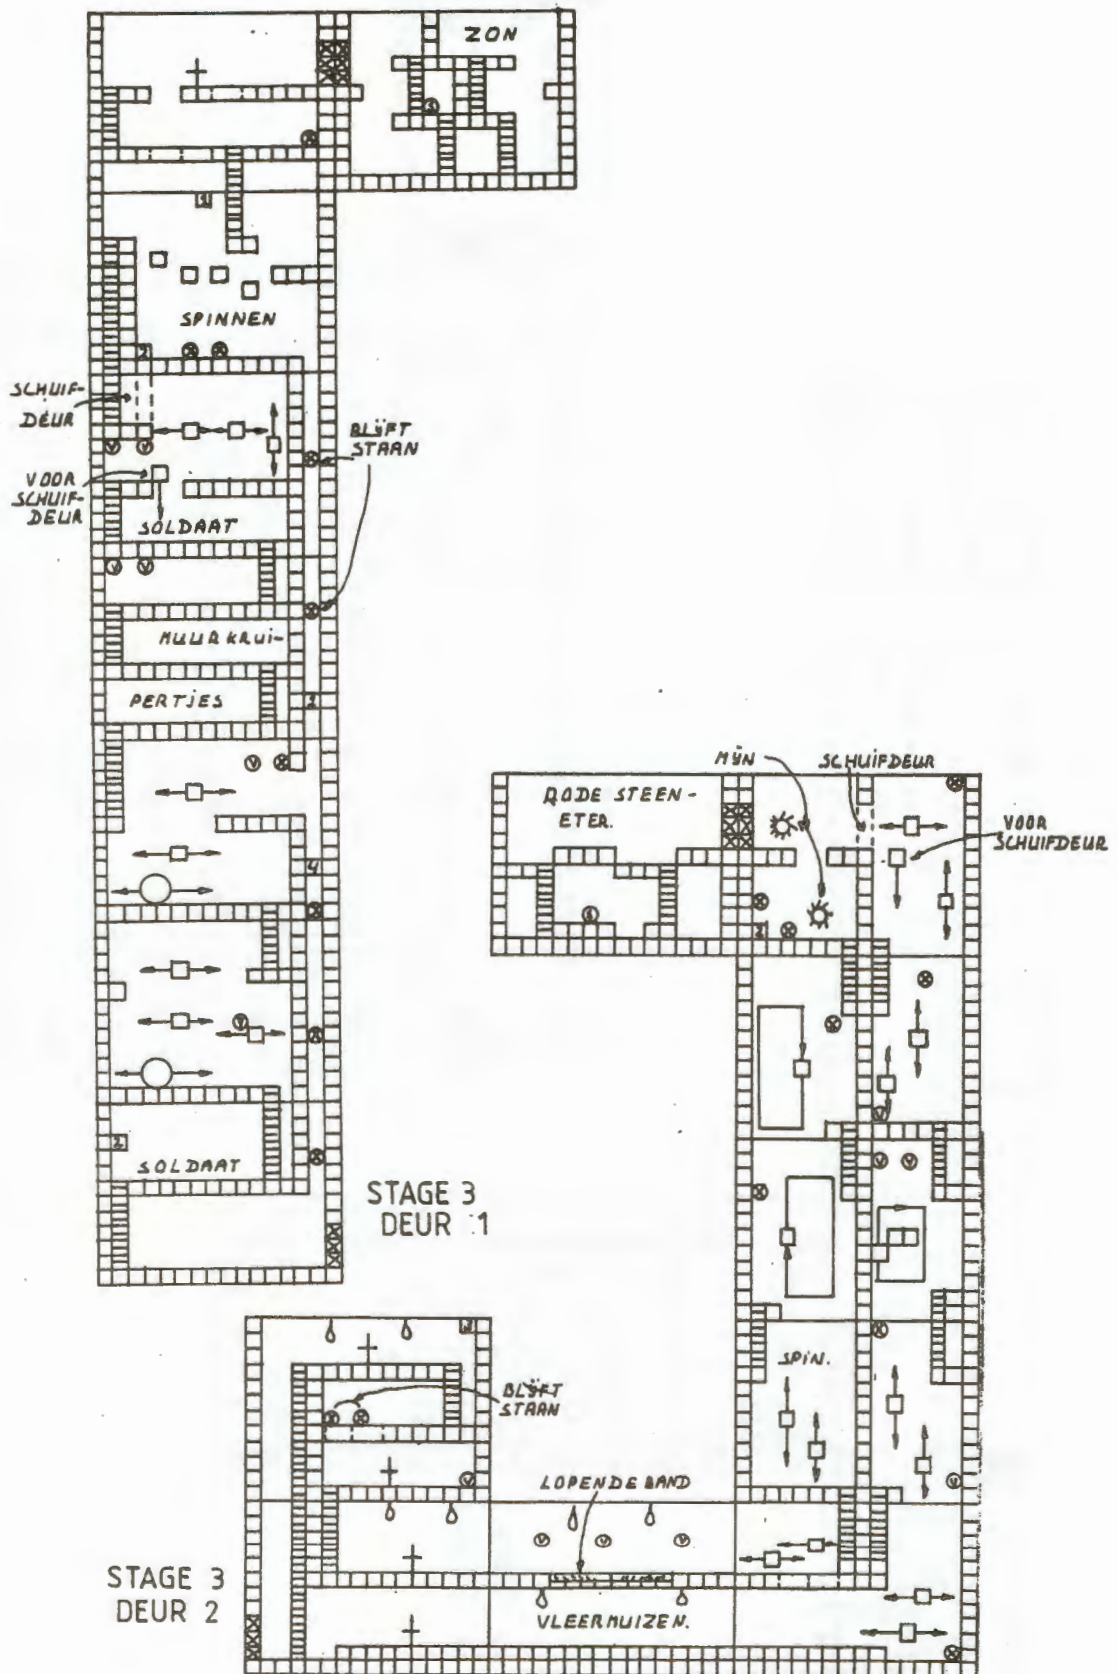 ZON
SPINNEN
SCHUIF-
DEUR
BLIJFT
STAAN
VOOR
SCHUIF-
DEUR
SOLDAAT
MUURKRUI-
PERTJES
4
SOLDAAT
STAGE 3
DEUR 1
MIJN
SCHUIFDEUR
RODE STEEN-
ETER.
VOOR
SCHUIFDEUR
SPIN.
BLIJFT
STAAN
LOPENDE BAND
STAGE 3
DEUR 2
VLEERMUIZEN.